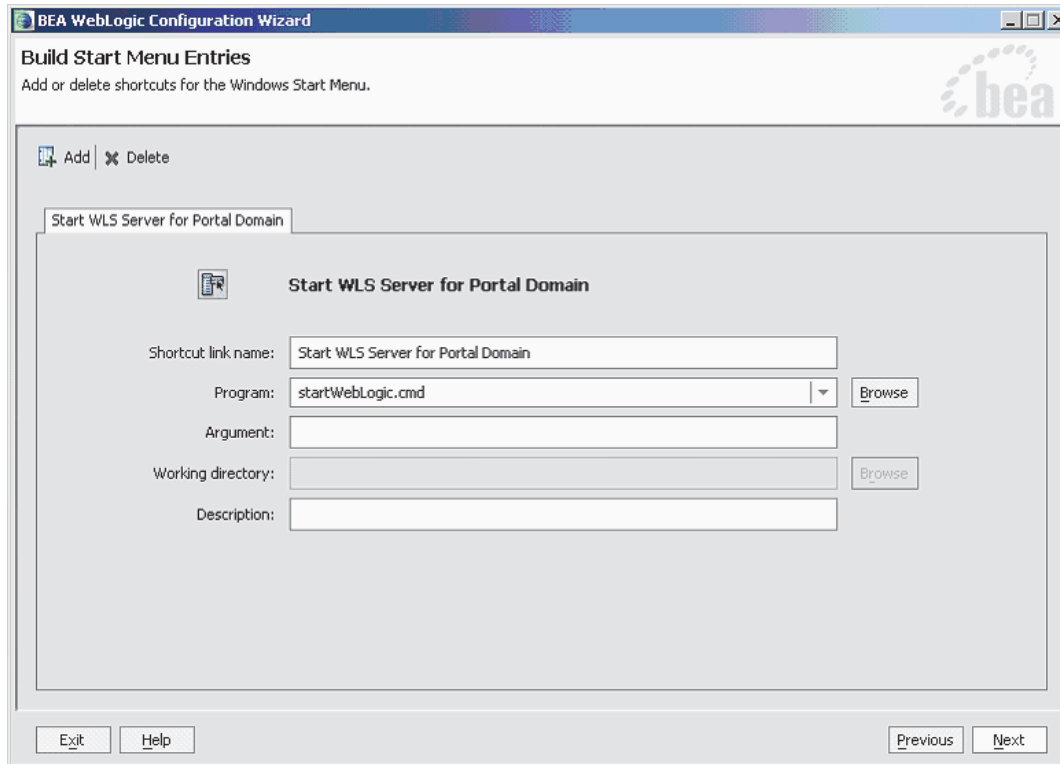 BEA WebLogic Configuration Wizard
Build Start Menu Entries
Add or delete shortcuts for the Windows Start Menu.
bea
Add Delete
Start WLS Server for Portal Domain
Start WLS Server for Portal Domain
Shortcut link name: Start WLS Server for Portal Domain
Program: startWebLogic.cmd Browse
Argument:
Working directory: Browse
Description:
Exit Help Previous Next